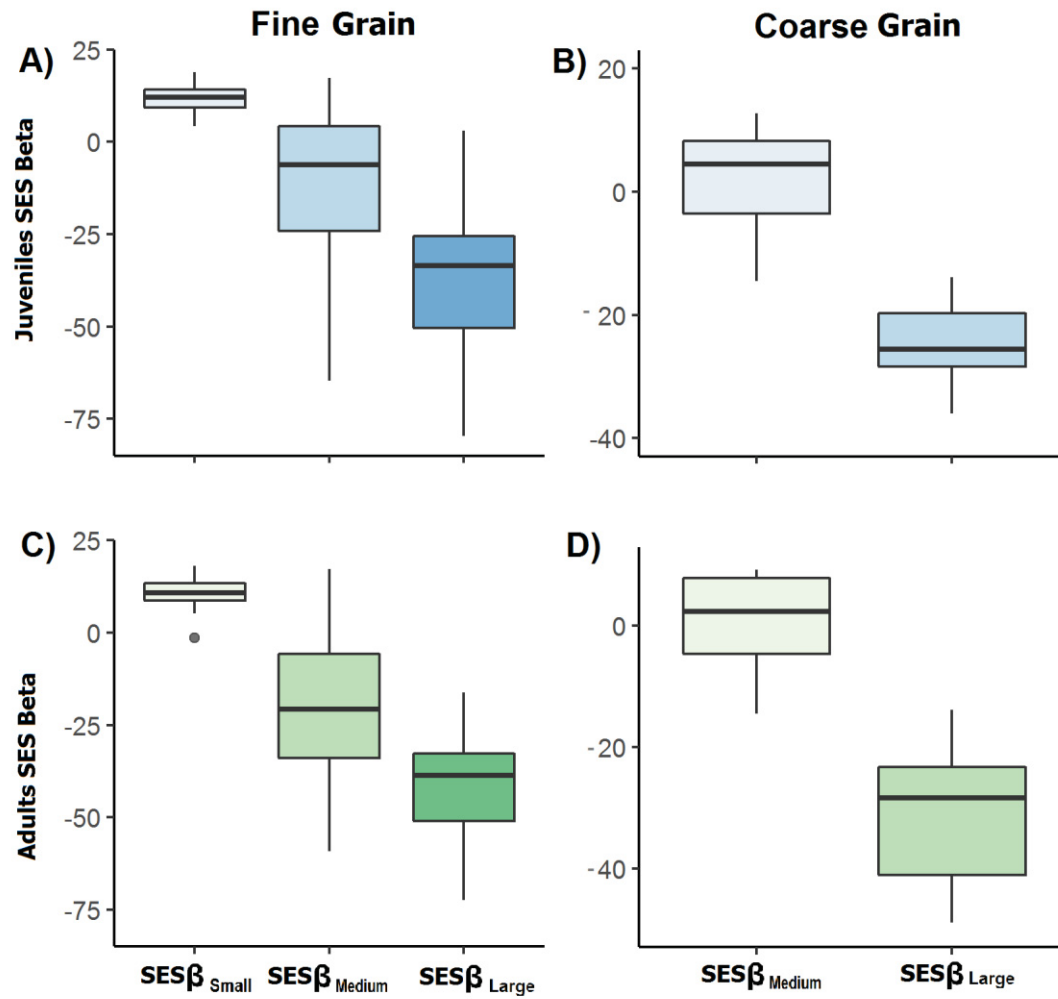 Fine Grain
Coarse Grain
A)
Juveniles SES Beta
25
0
-25
-50
-75
B)
20
0
- 20
-40
C)
Adults SES Beta
25
0
-25
-50
-75
SESβ Small
SESβ Medium
SESβ Large
D)
0
-20
-40
SESβ Medium
SESβ Large